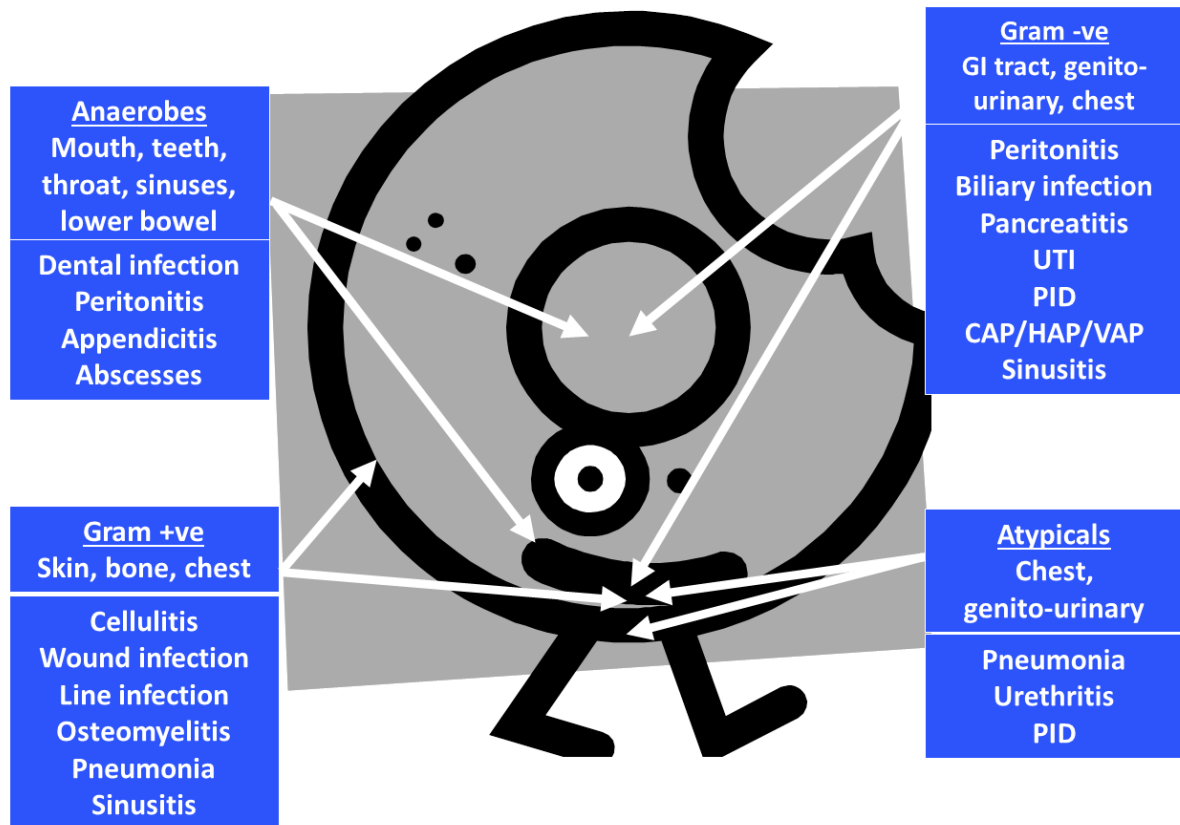 Anaerobes
Mouth, teeth,
throat, sinuses,
lower bowel
Dental infection
Peritonitis
Appendicitis
Abscesses
Gram +ve
Skin, bone, chest
Cellulitis
Wound infection
Line infection
Osteomyelitis
Pneumonia
Sinusitis
Gram -ve
GI tract, genito-
urinary, chest
Peritonitis
Biliary infection
Pancreatitis
UTI
PID
CAP/HAP/VAP
Sinusitis
Atypicals
Chest,
genito-urinary
Pneumonia
Urethritis
PID